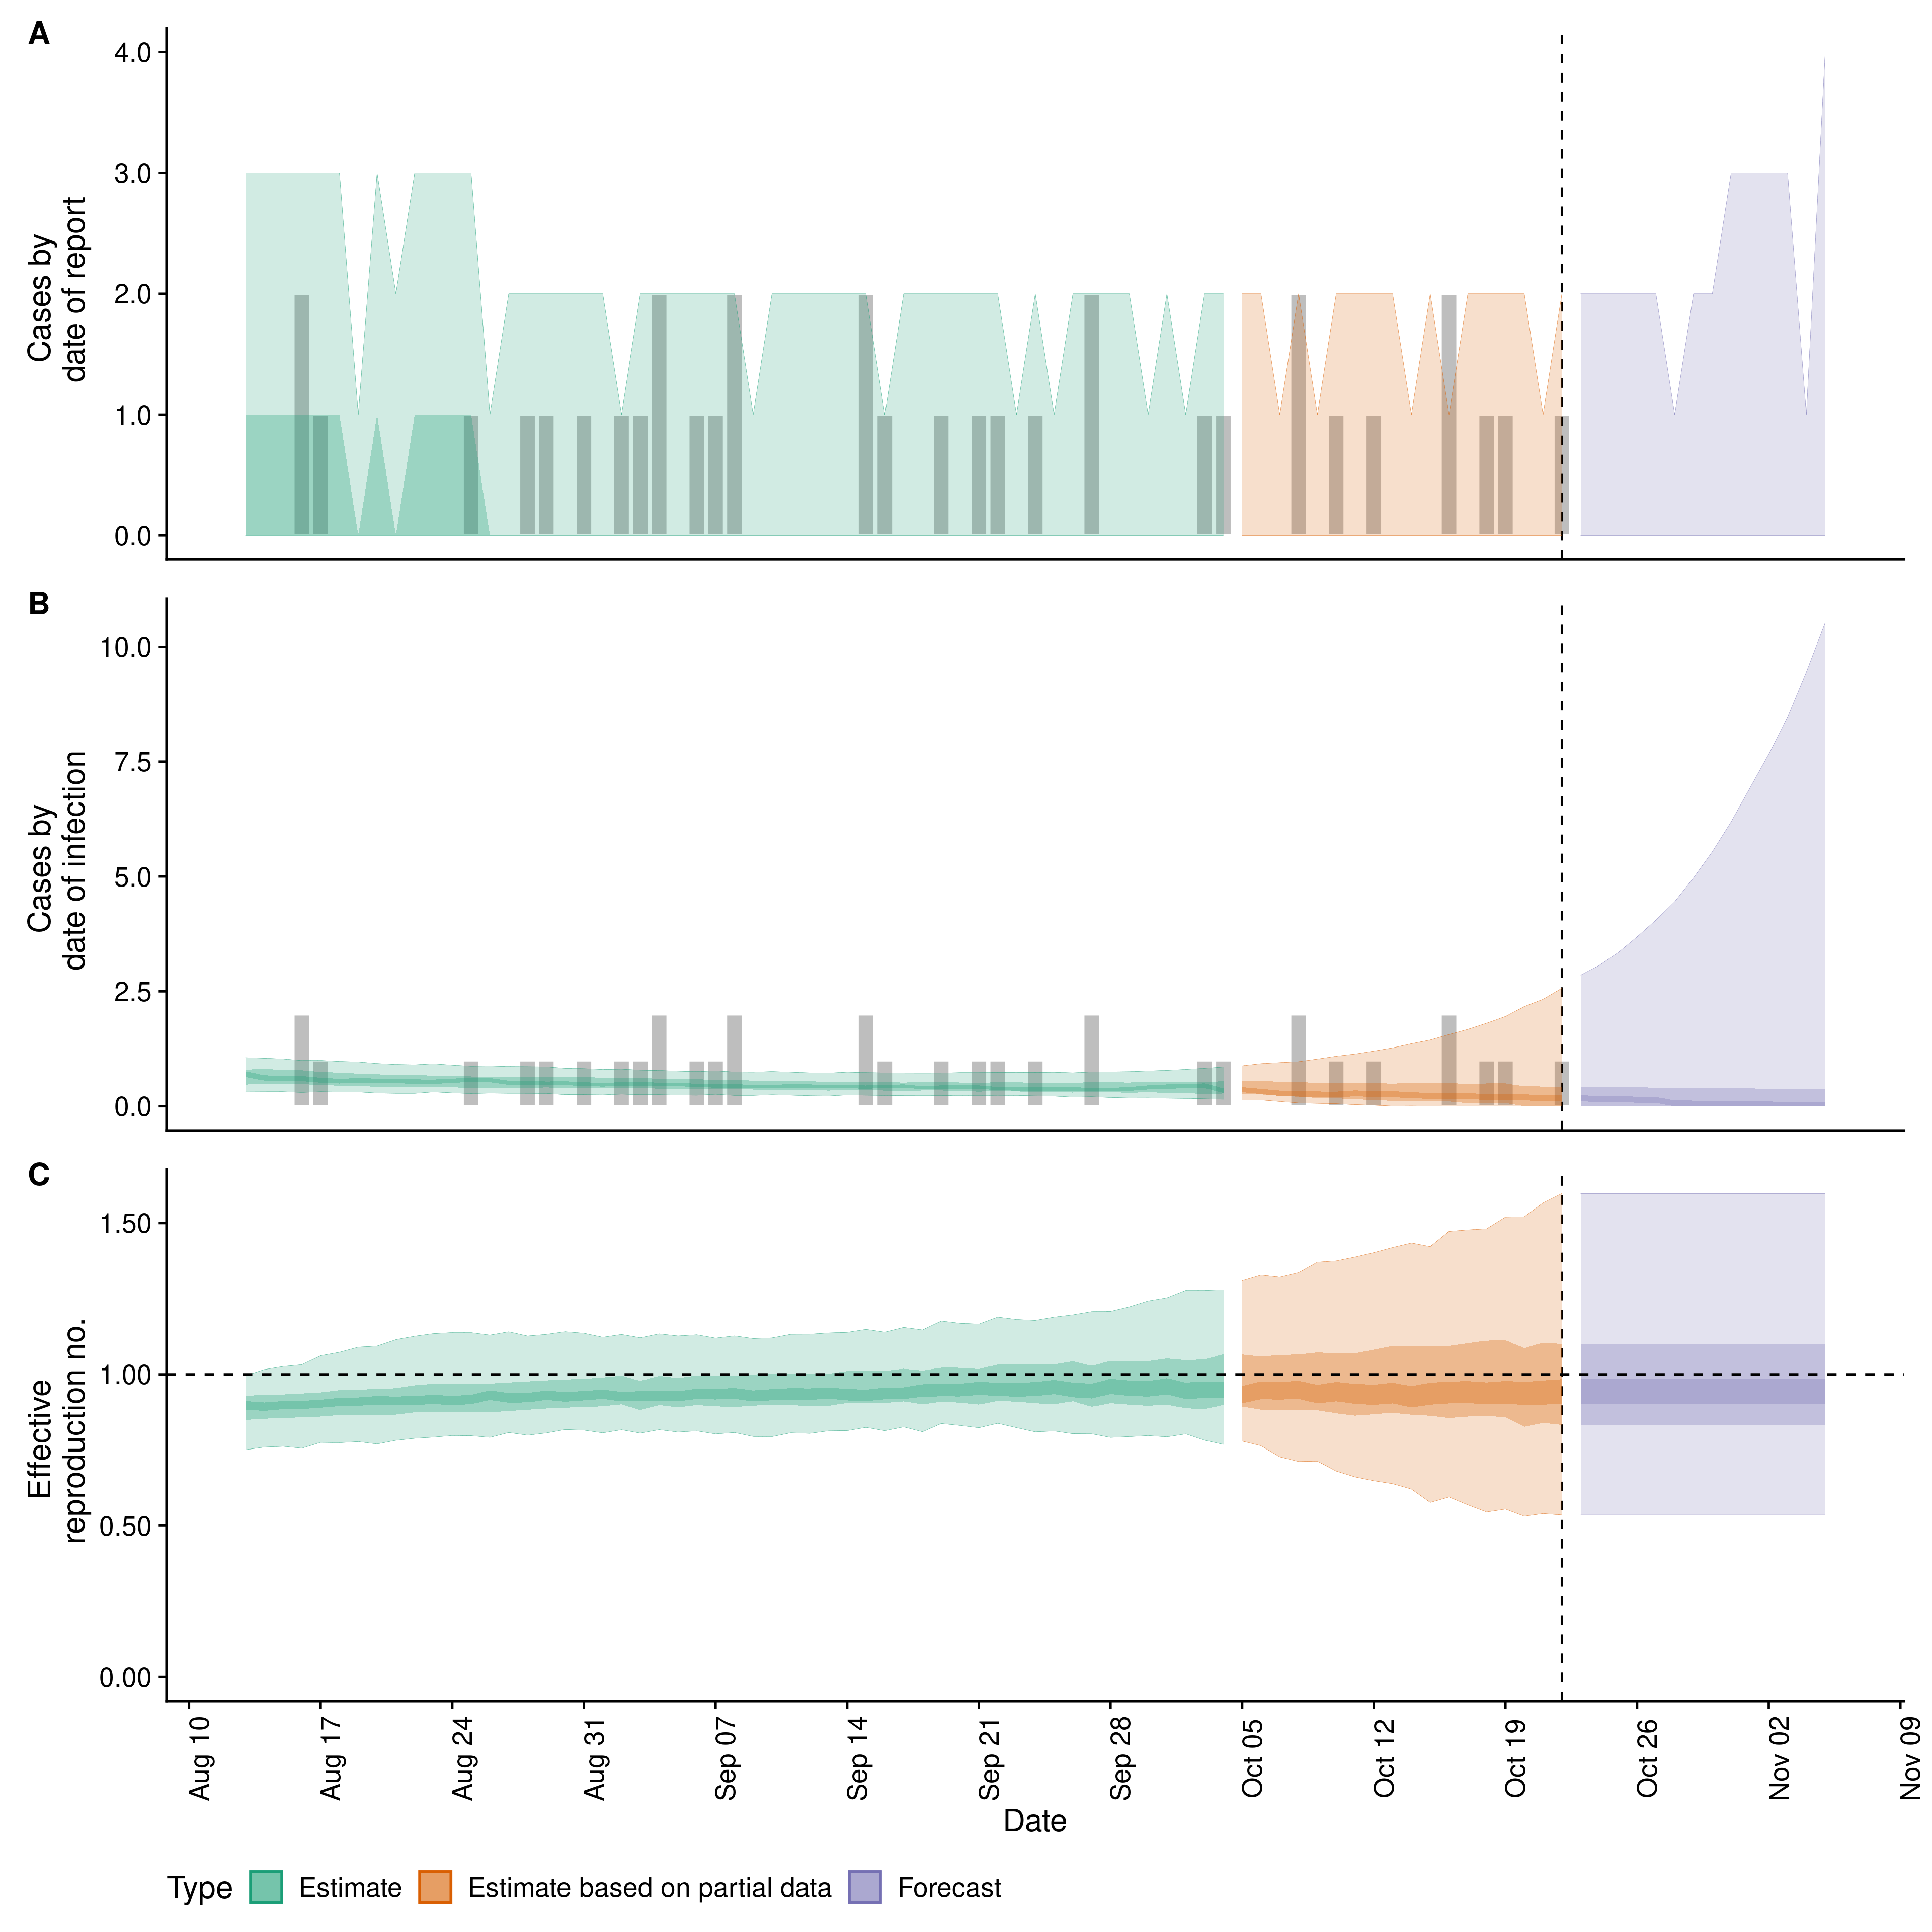 A
Cases by
date of report
4.0
3.0
2.0
1.0
0.0
B
Cases by
date of infection
10.0
7.5
5.0
2.5
0.0
C
Effective
reproduction no.
1.50
1.00
0.50
0.00
Aug 10
Aug 17
Aug 24
Aug 31
Sep 07
Sep 14
Sep 21
Sep 28
Oct 05
Oct 12
Oct 19
Oct 26
Nov 02
Nov 09
Date
Type Estimate Estimate based on partial data Forecast